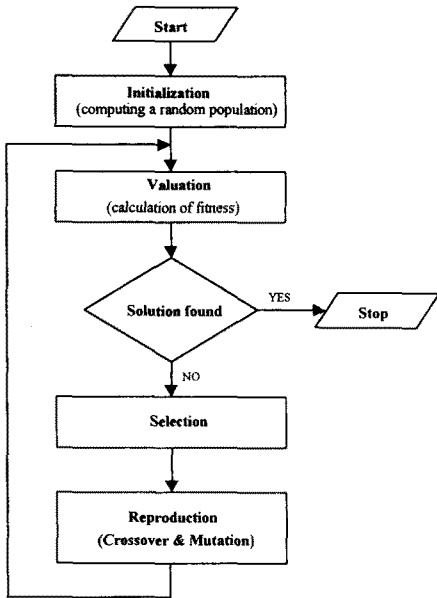 Start
Initialization
(computing a random population)
Valuation
(calculation of fitness)
Solution found
YES
Stop
NO
Selection
Reproduction
(Crossover & Mutation)